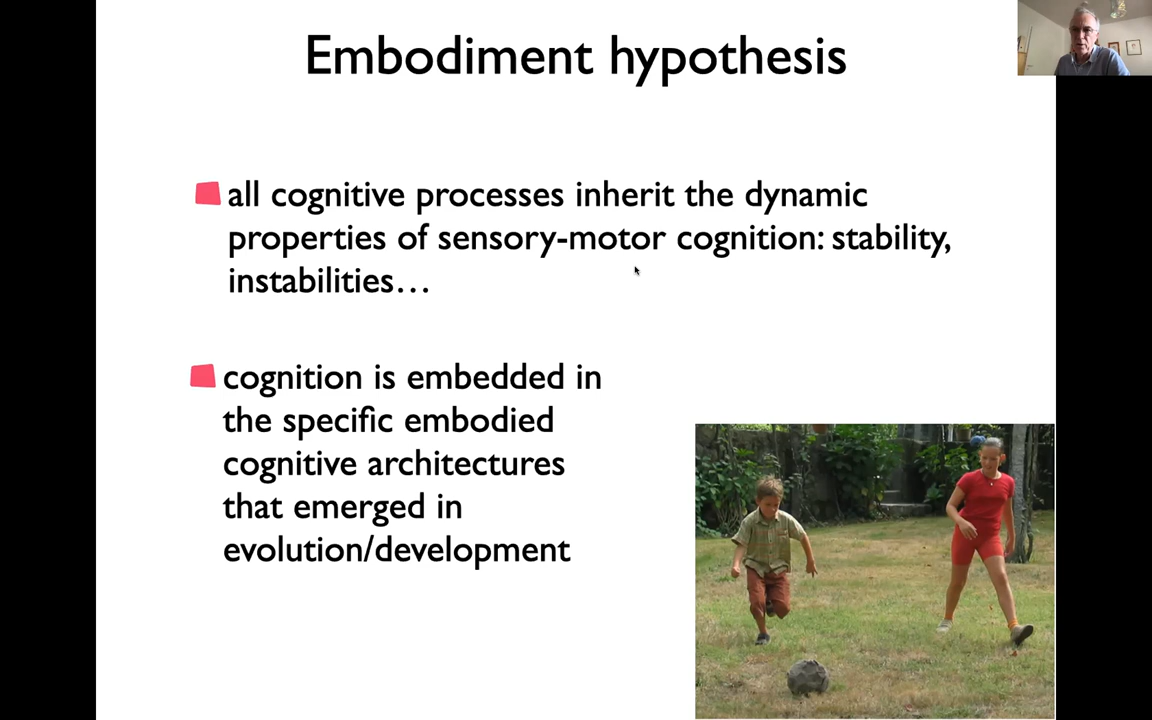 Embodiment hypothesis
all cognitive processes inherit the dynamic
properties of sensory-motor cognition: stability,
instabilities…
cognition is embedded in
the specific embodied
cognitive architectures
that emerged in
evolution/development